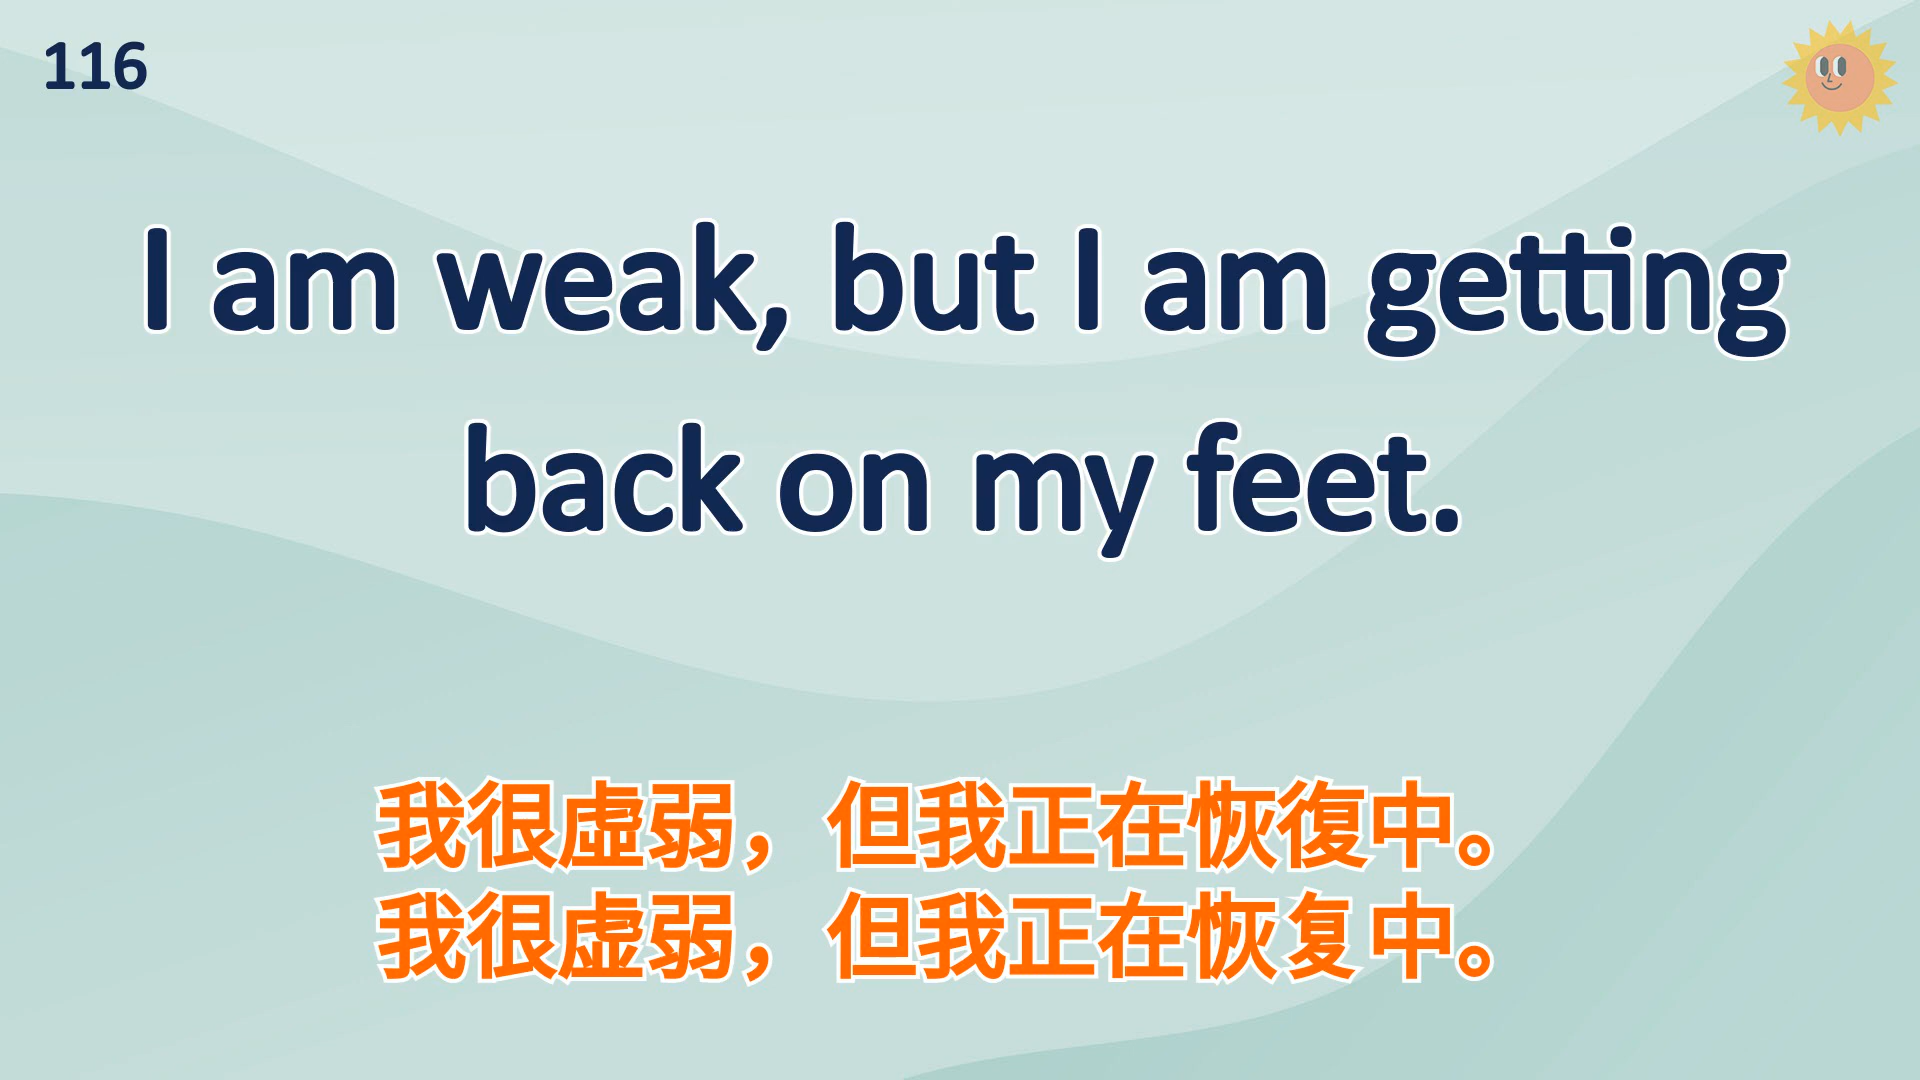 116
I am weak, but I am getting
back on my feet.
我很虛弱，但我正在恢復中。
我很虚弱，但我正在恢复中。